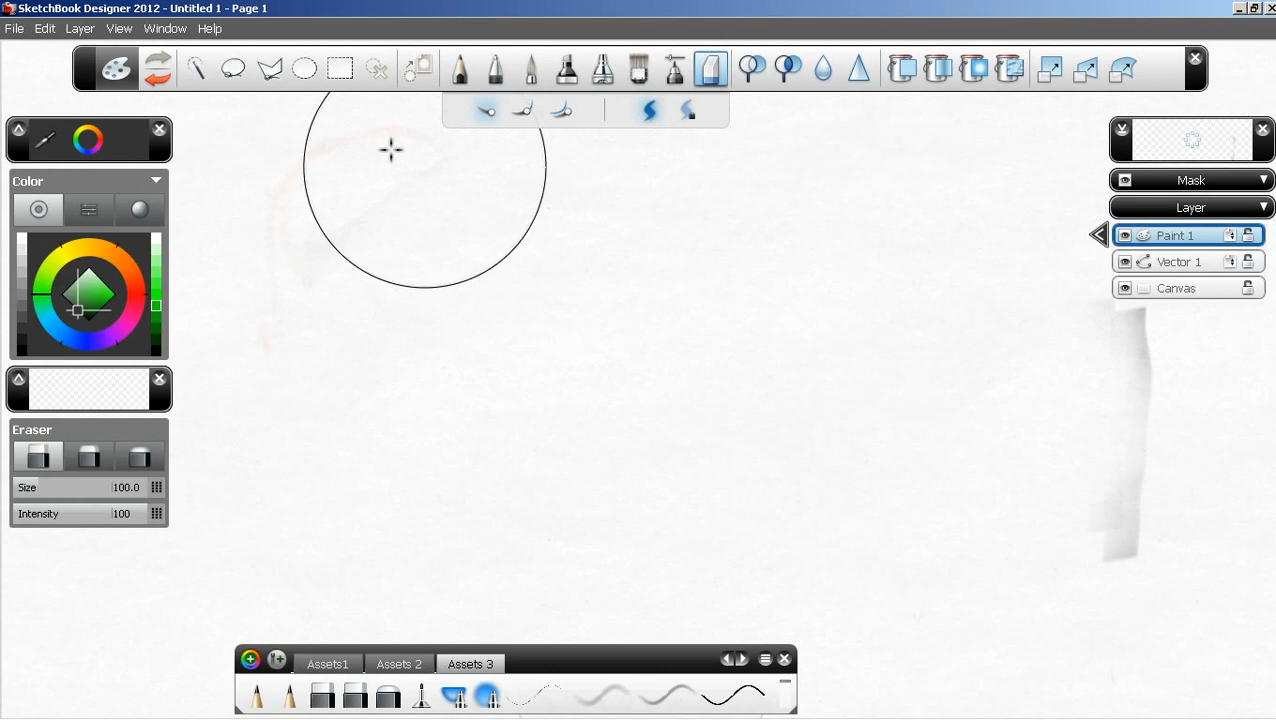 SketchBook Designer 2012 - Untitled 1 - Page 1
File Edit Layer View Window Help
Color
Mask
Layer
Paint 1
Vector 1
Canvas
Eraser
Size 100.0
Intensity 100
Assets1 Assets 2 Assets 3